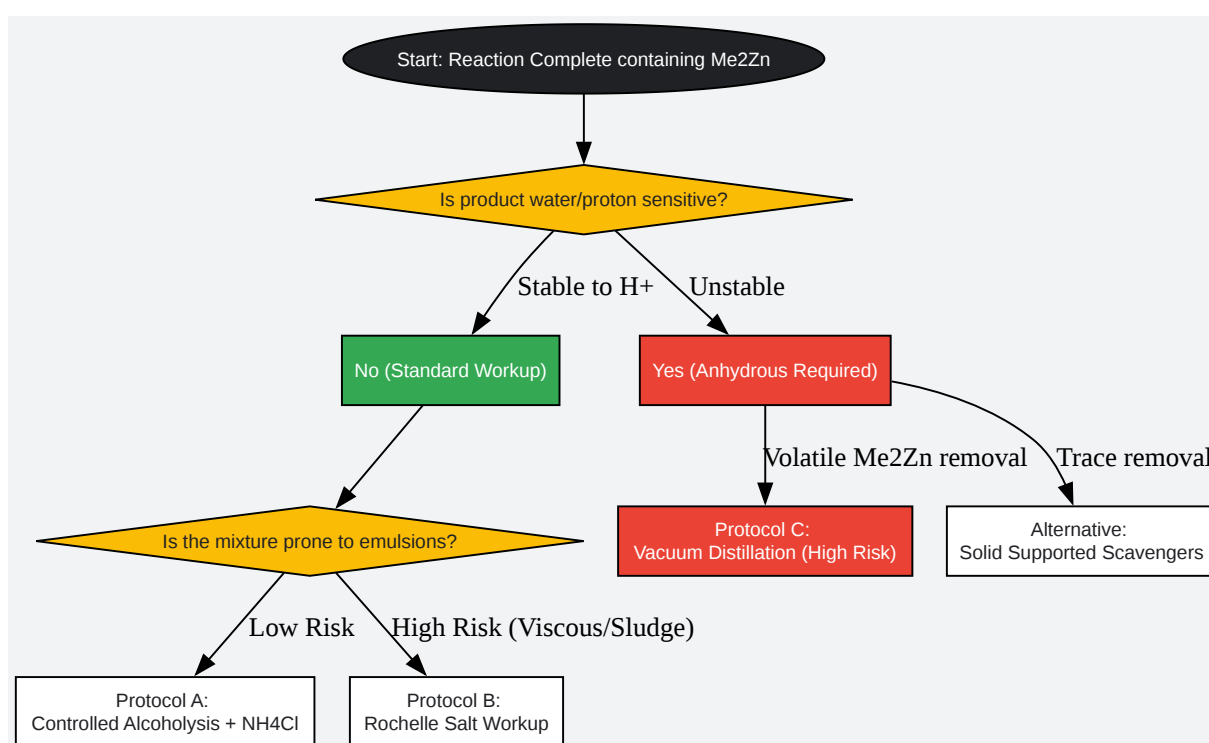 Start: Reaction Complete containing Me2Zn
Is product water/proton sensitive?
Stable to H+
Unstable
No (Standard Workup)
Yes (Anhydrous Required)
Volatile Me2Zn removal
Trace removal
Is the mixture prone to emulsions?
Protocol C:
Vacuum Distillation (High Risk)
Alternative:
Solid Supported Scavengers
Low Risk
High Risk (Viscous/Sludge)
Protocol A:
Controlled Alcoholysis + NH4Cl
Protocol B:
Rochelle Salt Workup